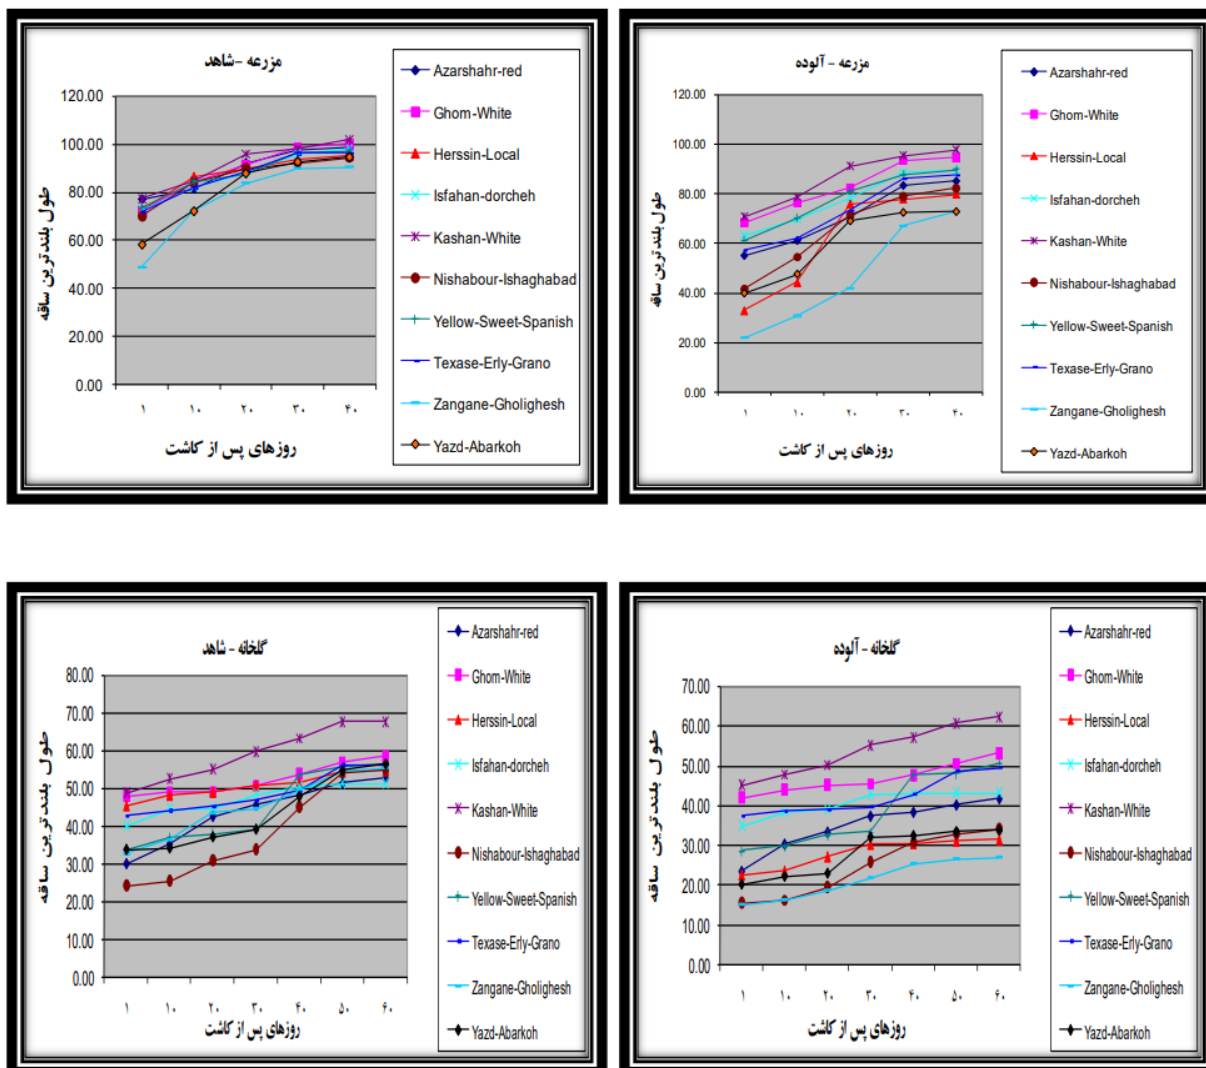 مزرعه -شاهد
120.00
100.00
80.00
60.00
40.00
20.00
0.00
۱ ۱۰ ۲۰ ۳۰ ۴۰
طول بلندترین ساقه
روزهای پس از کاشت
Azarshahr-red
Ghom-White
Herssin-Local
Isfahan-dorcheh
Kashan-White
Nishabour-Ishaghabad
Yellow-Sweet-Spanish
Texase-Erly-Grano
Zangane-Gholighesh
Yazd-Abarkoh
مزرعه - آلوده
120.00
100.00
80.00
60.00
40.00
20.00
0.00
۱ ۱۰ ۲۰ ۳۰ ۴۰
طول بلندترین ساقه
روزهای پس از کاشت
Azarshahr-red
Ghom-White
Herssin-Local
Isfahan-dorcheh
Kashan-White
Nishabour-Ishaghabad
Yellow-Sweet-Spanish
Texase-Erly-Grano
Zangane-Gholighesh
Yazd-Abarkoh
گلخانه - شاهد
80.00
70.00
60.00
50.00
40.00
30.00
20.00
10.00
0.00
۱ ۱۰ ۲۰ ۳۰ ۴۰ ۵۰ ۶۰
طول بلندترین ساقه
روزهای پس از کاشت
Azarshahr-red
Ghom-White
Herssin-Local
Isfahan-dorcheh
Kashan-White
Nishabour-Ishaghabad
Yellow-Sweet-Spanish
Texase-Erly-Grano
Zangane-Gholighesh
Yazd-Abarkoh
گلخانه - آلوده
70.00
60.00
50.00
40.00
30.00
20.00
10.00
0.00
۱ ۱۰ ۲۰ ۳۰ ۴۰ ۵۰ ۶۰
طول بلندترین ساقه
روزهای پس از کاشت
Azarshahr-red
Ghom-White
Herssin-Local
Isfahan-dorcheh
Kashan-White
Nishabour-Ishaghabad
Yellow-Sweet-Spanish
Texase-Erly-Grano
Zangane-Gholighesh
Yazd-Abarkoh